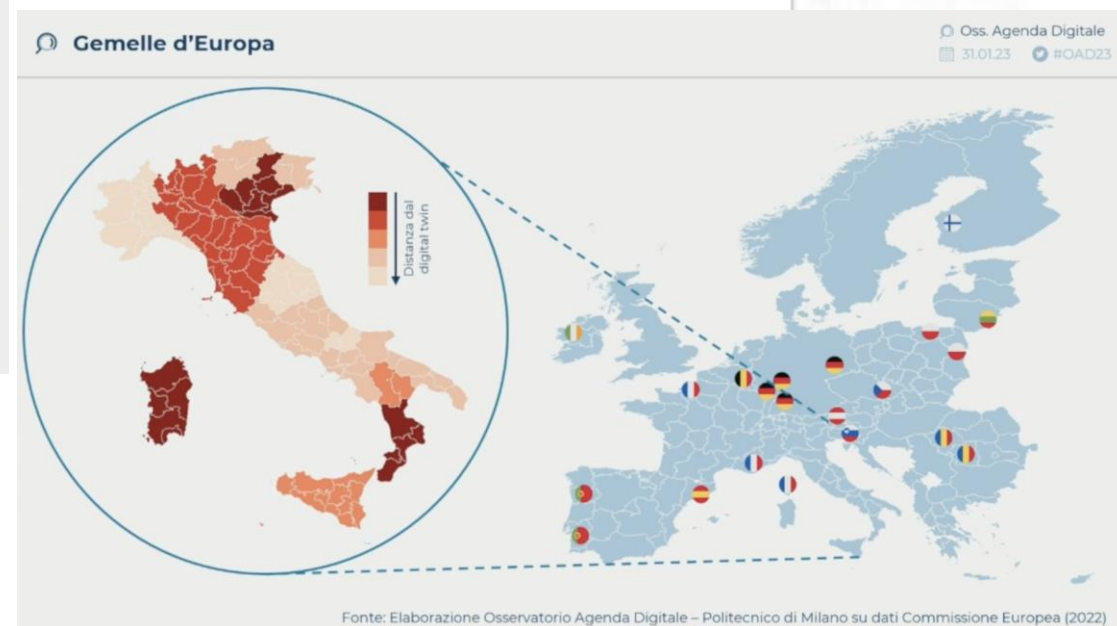 Gemelle d'Europa
Oss. Agenda Digitale
31.01.23 #OAD23
Distanza dal
digital twin
Fonte: Elaborazione Osservatorio Agenda Digitale – Politecnico di Milano su dati Commissione Europea (2022)